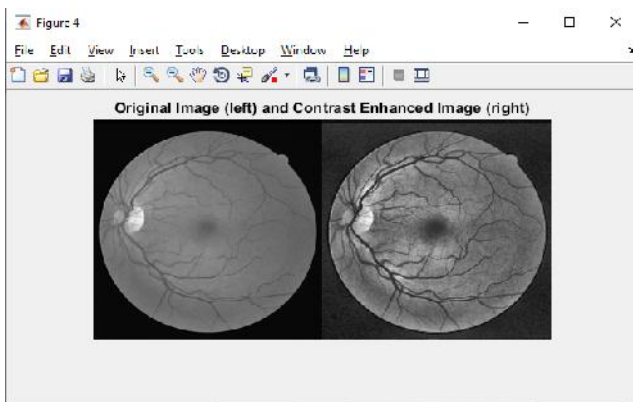 Figure 4
File Edit View Insert Tools Desktop Window Help
Original Image (left) and Contrast Enhanced Image (right)